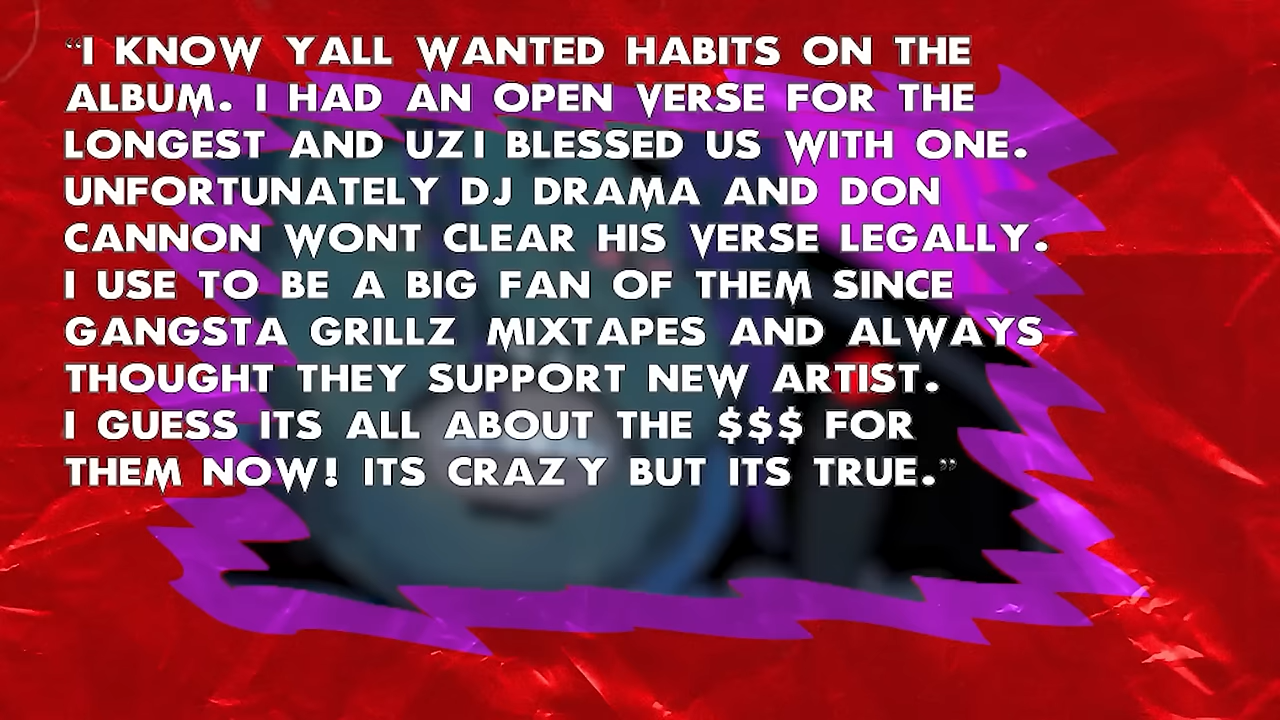 “I KNOW YALL WANTED HABITS ON THE
ALBUM. I HAD AN OPEN VERSE FOR THE
LONGEST AND UZI BLESSED US WITH ONE.
UNFORTUNATELY DJ DRAMA AND DON
CANNON WONT CLEAR HIS VERSE LEGALLY.
I USE TO BE A BIG FAN OF THEM SINCE
GANGSTA GRILLZ MIXTAPES AND ALWAYS
THOUGHT THEY SUPPORT NEW ARTIST.
I GUESS ITS ALL ABOUT THE $$$ FOR
THEM NOW! ITS CRAZY BUT ITS TRUE.”